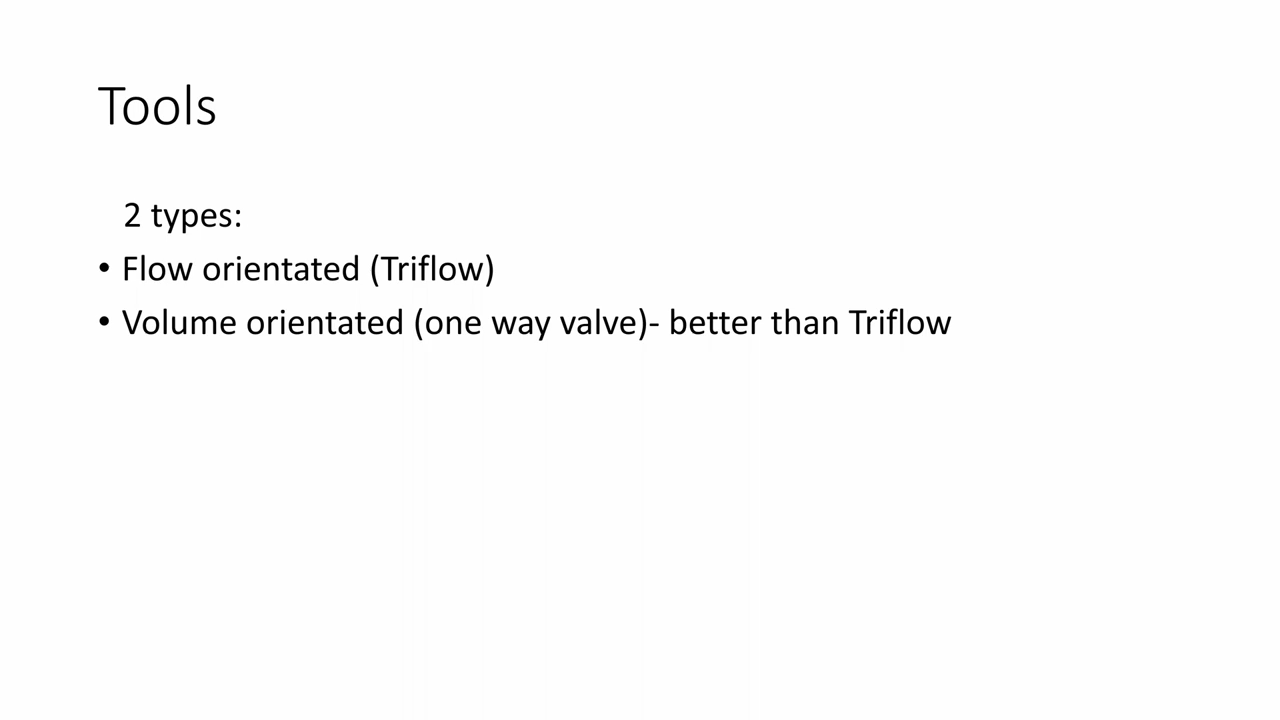 Tools
2 types:
• Flow orientated (Triflow)
• Volume orientated (one way valve)- better than Triflow